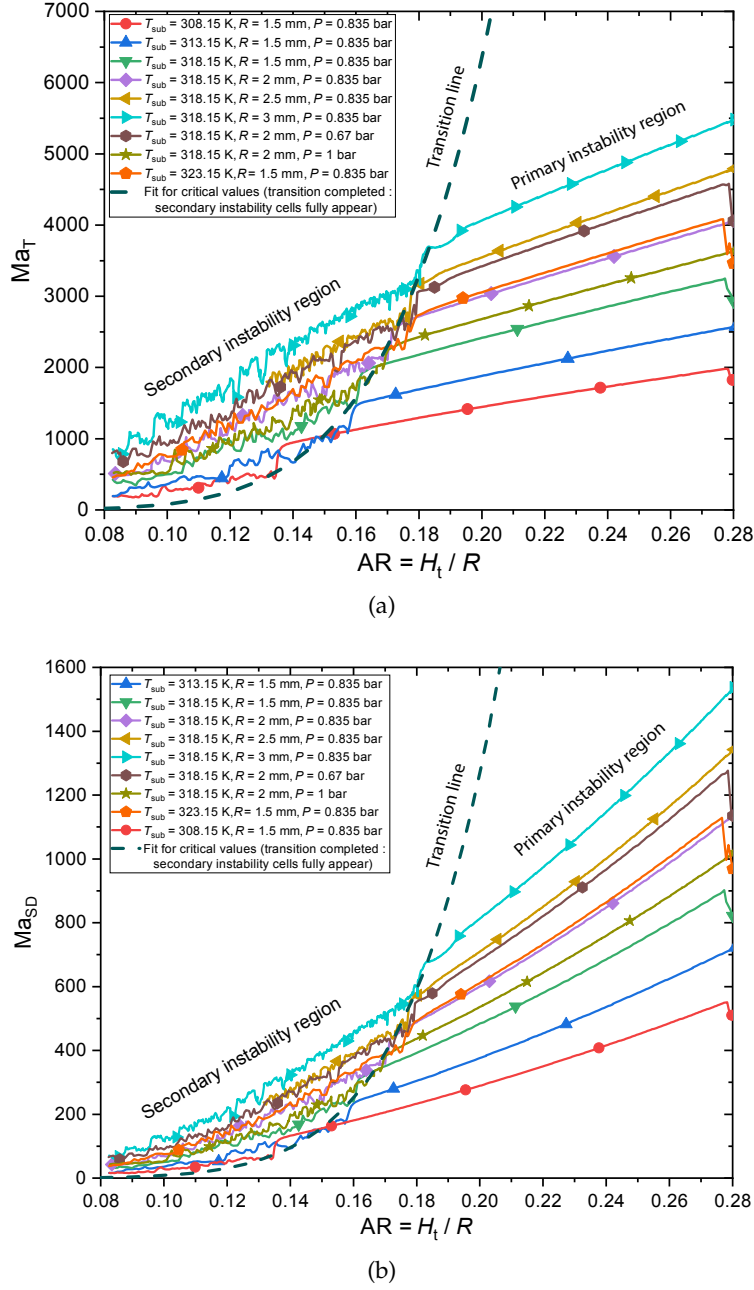 7000
6000
5000
4000
3000
2000
1000
0
Ma_T
T_sub = 308.15 K, R = 1.5 mm, P = 0.835 bar
T_sub = 313.15 K, R = 1.5 mm, P = 0.835 bar
T_sub = 318.15 K, R = 1.5 mm, P = 0.835 bar
T_sub = 318.15 K, R = 2 mm, P = 0.835 bar
T_sub = 318.15 K, R = 2.5 mm, P = 0.835 bar
T_sub = 318.15 K, R = 3 mm, P = 0.835 bar
T_sub = 318.15 K, R = 2 mm, P = 0.67 bar
T_sub = 318.15 K, R = 2 mm, P = 1 bar
T_sub = 323.15 K, R= 1.5 mm, P = 0.835 bar
Fit for critical values (transition completed :
secondary instability cells fully appear)
Transition line
Primary instability region
Secondary instability region
0.08 0.10 0.12 0.14 0.16 0.18 0.20 0.22 0.24 0.26 0.28
AR = H_t / R
(a)
1600
1400
1200
1000
800
600
400
200
0
Ma_SD
T_sub = 313.15 K, R = 1.5 mm, P = 0.835 bar
T_sub = 318.15 K, R = 1.5 mm, P = 0.835 bar
T_sub = 318.15 K, R = 2 mm, P = 0.835 bar
T_sub = 318.15 K, R = 2.5 mm, P = 0.835 bar
T_sub = 318.15 K, R = 3 mm, P = 0.835 bar
T_sub = 318.15 K, R = 2 mm, P = 0.67 bar
T_sub = 318.15 K, R = 2 mm, P = 1 bar
T_sub = 323.15 K, R= 1.5 mm, P = 0.835 bar
T_sub = 308.15 K, R = 1.5 mm, P = 0.835 bar
Fit for critical values (transition completed :
secondary instability cells fully appear)
Transition line
Primary instability region
Secondary instability region
0.08 0.10 0.12 0.14 0.16 0.18 0.20 0.22 0.24 0.26 0.28
AR = H_t / R
(b)